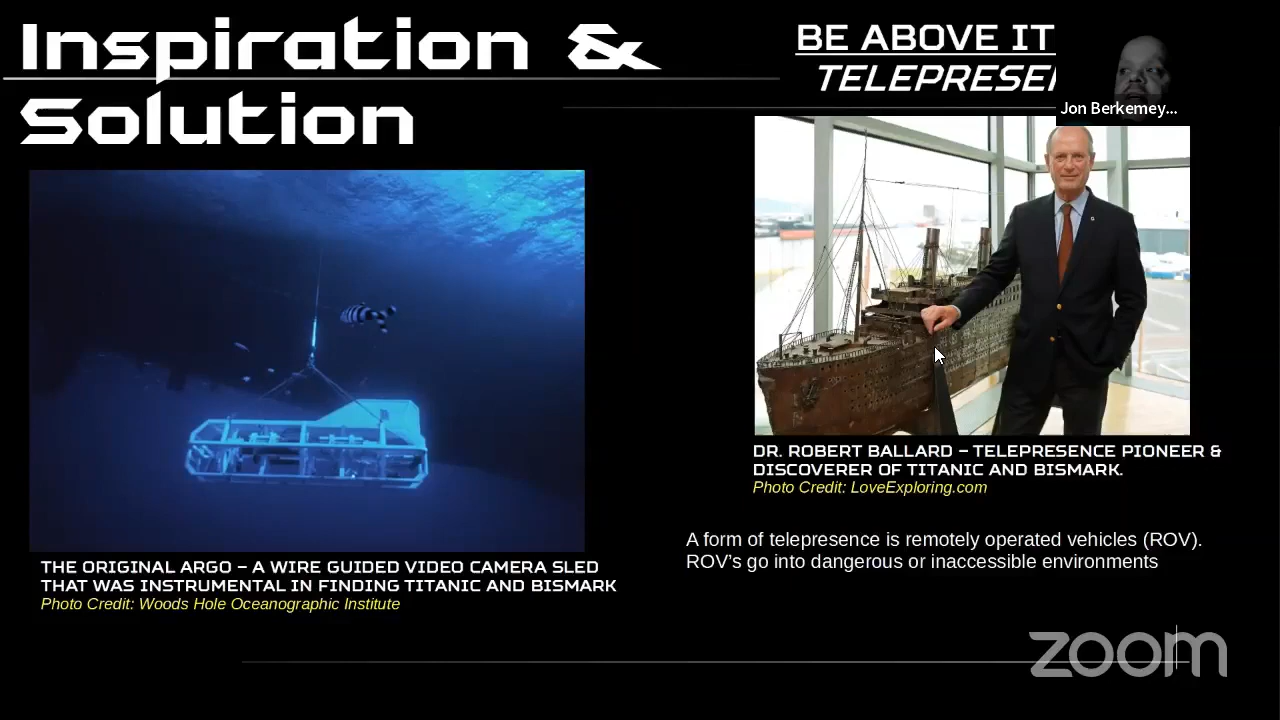 Inspiration &
Solution
BE ABOVE IT
Jon Berkemey...
THE ORIGINAL ARGO – A WIRE GUIDED VIDEO CAMERA SLED
THAT WAS INSTRUMENTAL IN FINDING TITANIC AND BISMARK
Photo Credit: Woods Hole Oceanographic Institute
DR. ROBERT BALLARD – TELEPRESENCE PIONEER &
DISCOVERER OF TITANIC AND BISMARK.
Photo Credit: LoveExploring.com
A form of telepresence is remotely operated vehicles (ROV).
ROV’s go into dangerous or inaccessible environments
zoom